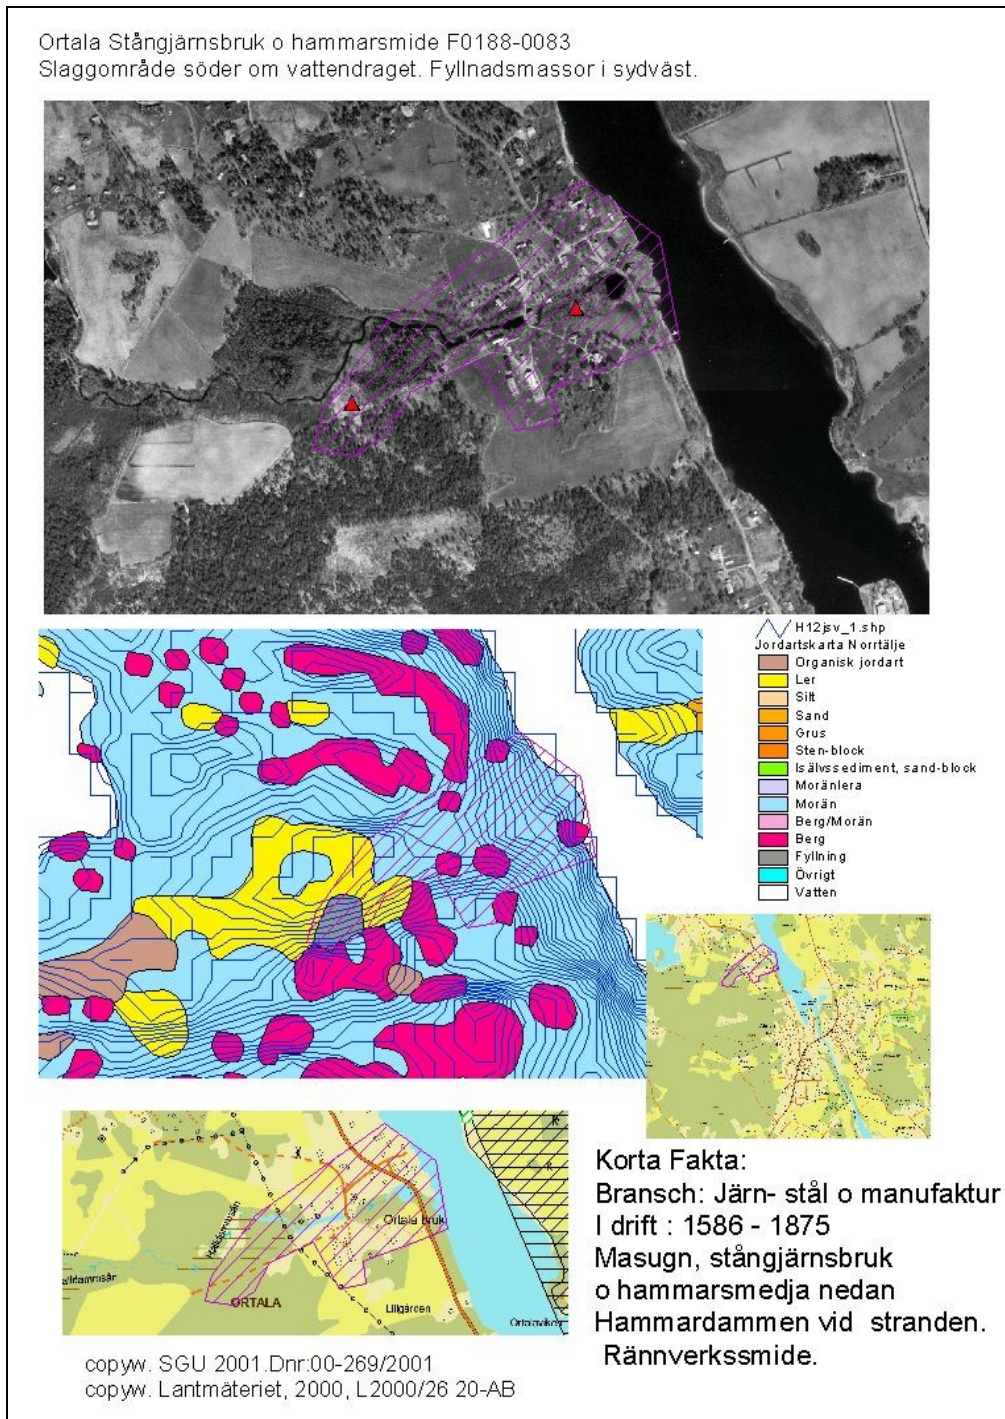 Ortala Stångjärnsbruk o hammarsmide F0188-0083
Slaggområde söder om vattendraget. Fyllnadsmassor i sydväst.
H12jsv_1.shp
Jordartskarta Norrtälje
Organisk jordart
Ler
Silt
Sand
Grus
Sten-block
Isälvssediment, sand-block
Moränlera
Morän
Berg/Morän
Berg
Fyllning
Övrigt
Vatten
Ortala bruk
ORTALA
Lillgården
Ortalaviken
Korta Fakta:
Bransch: Järn- stål o manufaktur
I drift : 1586 - 1875
Masugn, stångjärnsbruk
o hammarsmedja nedan
Hammardammen vid stranden.
Rännverkssmide.
copyw. SGU 2001.Dnr:00-269/2001
copyw. Lantmäteriet, 2000, L2000/26 20-AB